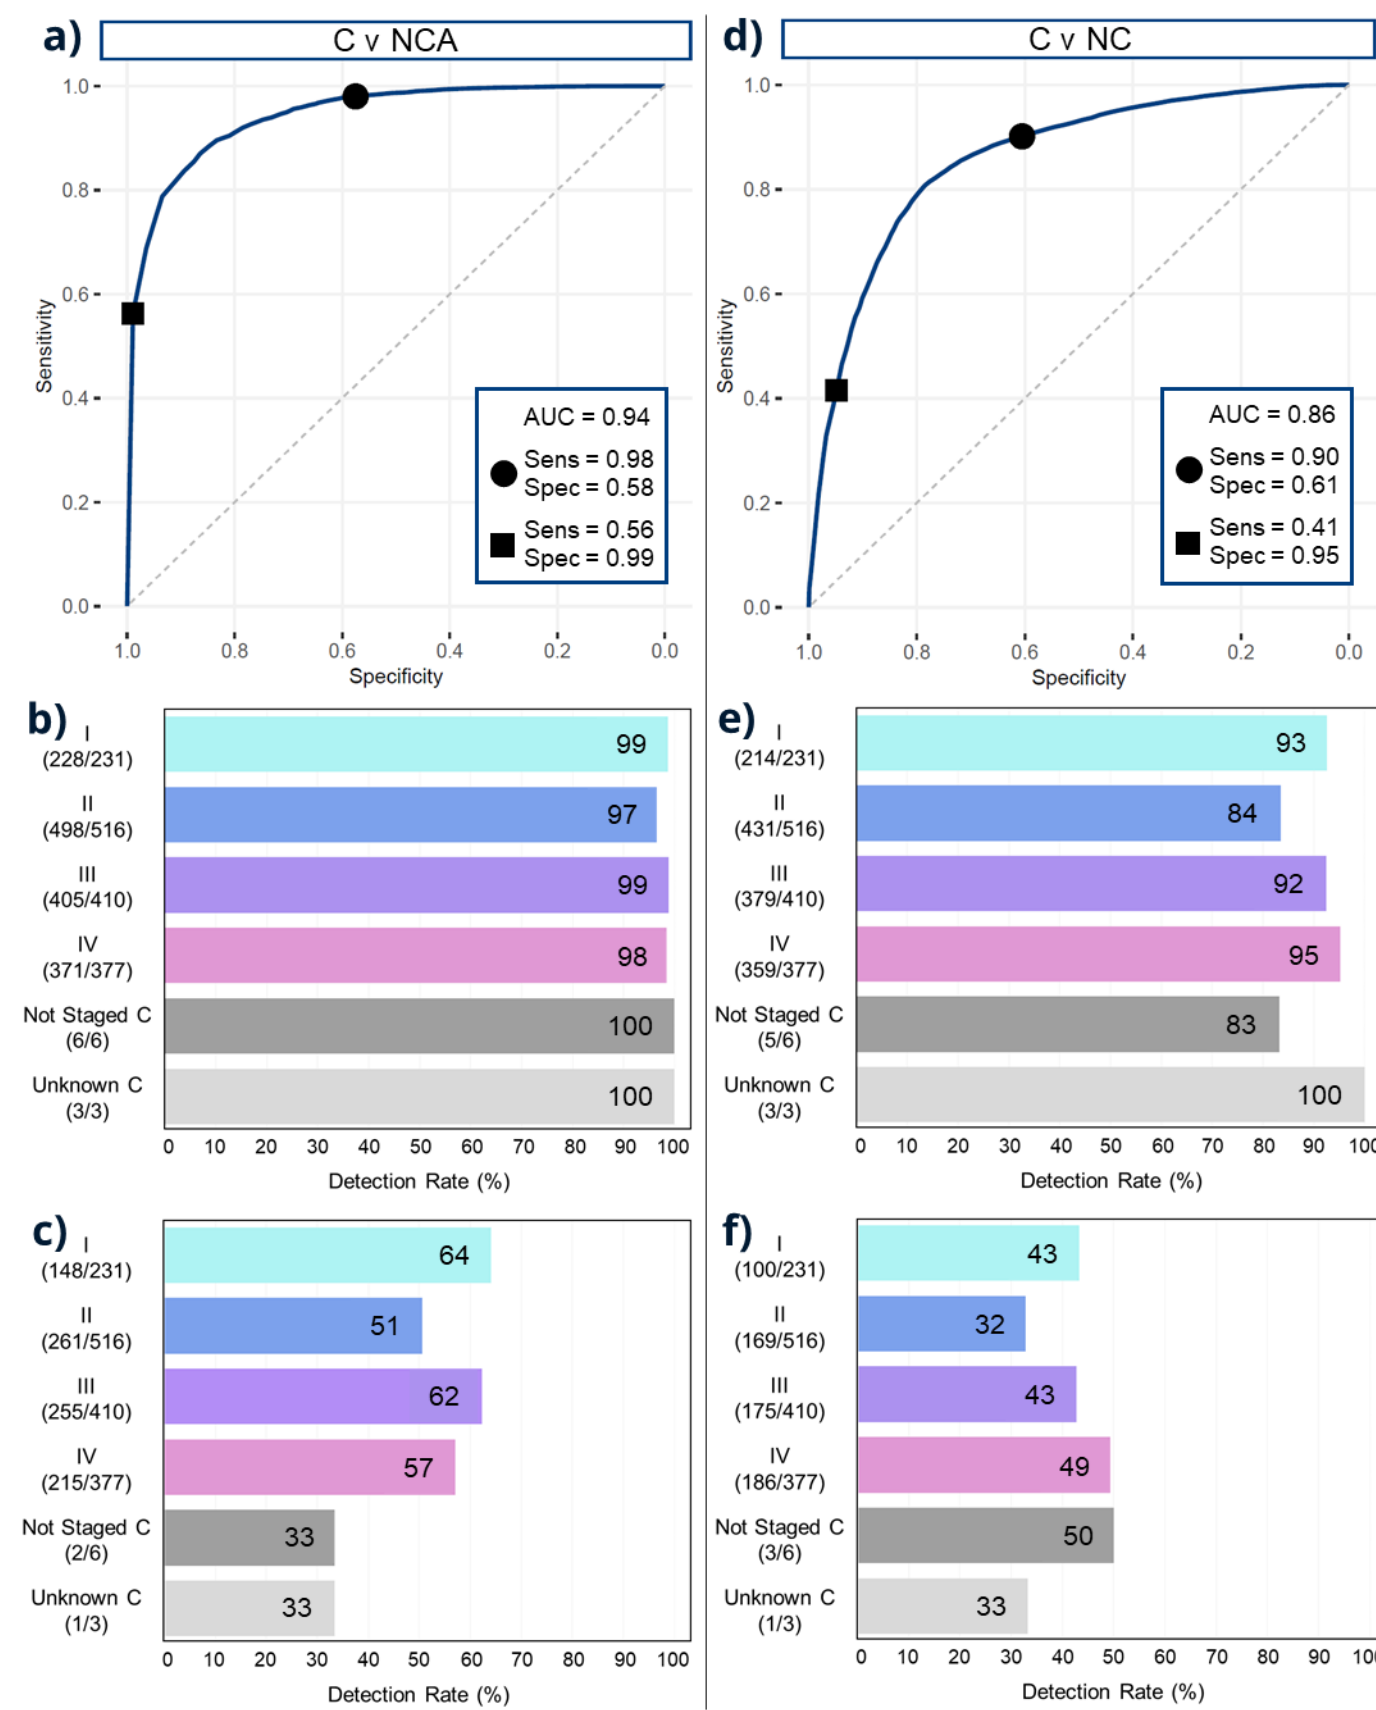 a)
C v NCA
1.0
0.8
0.6
0.4
0.2
0.0
Sensitivity
AUC = 0.94
Sens = 0.98
Spec = 0.58
Sens = 0.56
Spec = 0.99
1.0 0.8 0.6 0.4 0.2 0.0
Specificity
b)
I
(228/231)
99
II
(498/516)
97
III
(405/410)
99
IV
(371/377)
98
Not Staged C
(6/6)
100
Unknown C
(3/3)
100
0 10 20 30 40 50 60 70 80 90 100
Detection Rate (%)
c)
I
(148/231)
64
II
(261/516)
51
III
(255/410)
62
IV
(215/377)
57
Not Staged C
(2/6)
33
Unknown C
(1/3)
33
0 10 20 30 40 50 60 70 80 90 100
Detection Rate (%)
d)
C v NC
1.0
0.8
0.6
0.4
0.2
0.0
Sensitivity
AUC = 0.86
Sens = 0.90
Spec = 0.61
Sens = 0.41
Spec = 0.95
1.0 0.8 0.6 0.4 0.2 0.0
Specificity
e)
I
(214/231)
93
II
(431/516)
84
III
(379/410)
92
IV
(359/377)
95
Not Staged C
(5/6)
83
Unknown C
(3/3)
100
0 10 20 30 40 50 60 70 80 90 100
Detection Rate (%)
f)
I
(100/231)
43
II
(169/516)
32
III
(175/410)
43
IV
(186/377)
49
Not Staged C
(3/6)
50
Unknown C
(1/3)
33
0 10 20 30 40 50 60 70 80 90 100
Detection Rate (%)